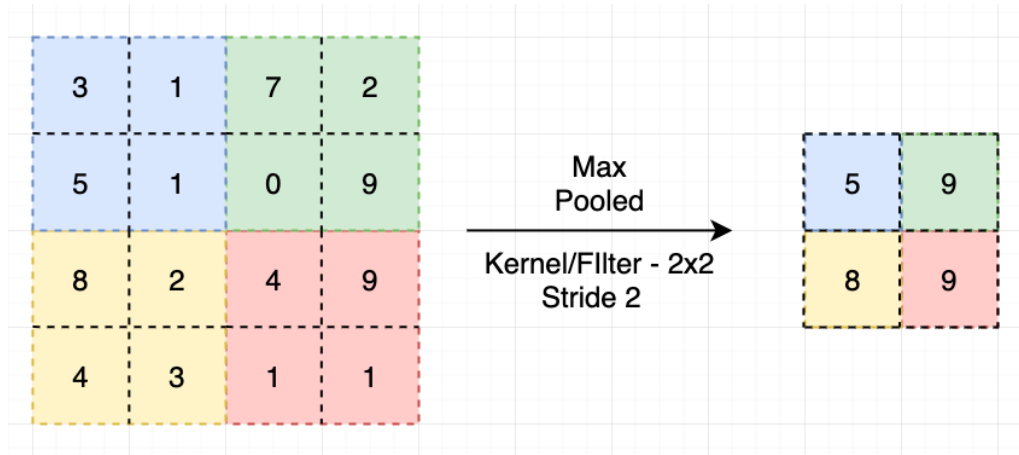 3 1 7 2
5 1 0 9
8 2 4 9
4 3 1 1
Max
Pooled
Kernel/FIlter - 2x2
Stride 2
5 9
8 9